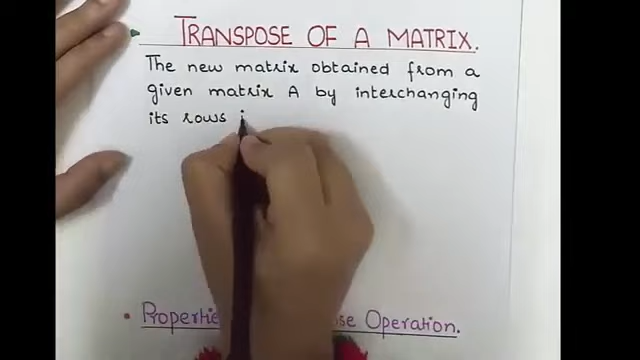 TRANSPOSE OF A MATRIX.
The new matrix obtained from a
given matrix A by interchanging
its rows
Operation.